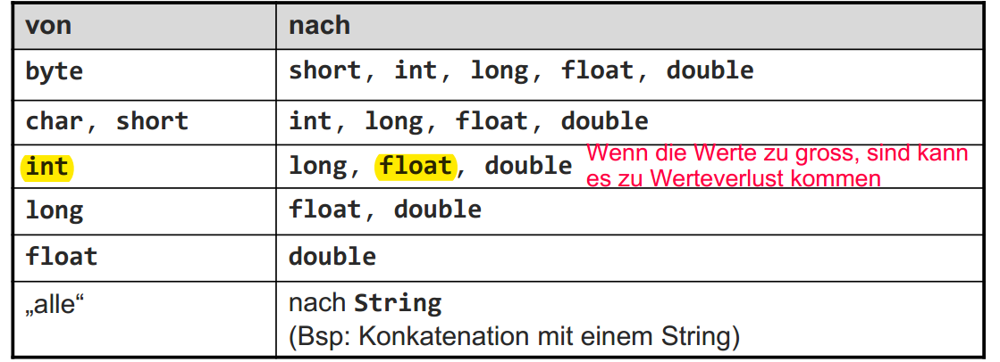 von nach
byte short, int, long, float, double
char, short int, long, float, double
int long, float, double Wenn die Werte zu gross, sind kann
es zu Werteverlust kommen
long float, double
float double
„alle“ nach String
(Bsp: Konkatenation mit einem String)